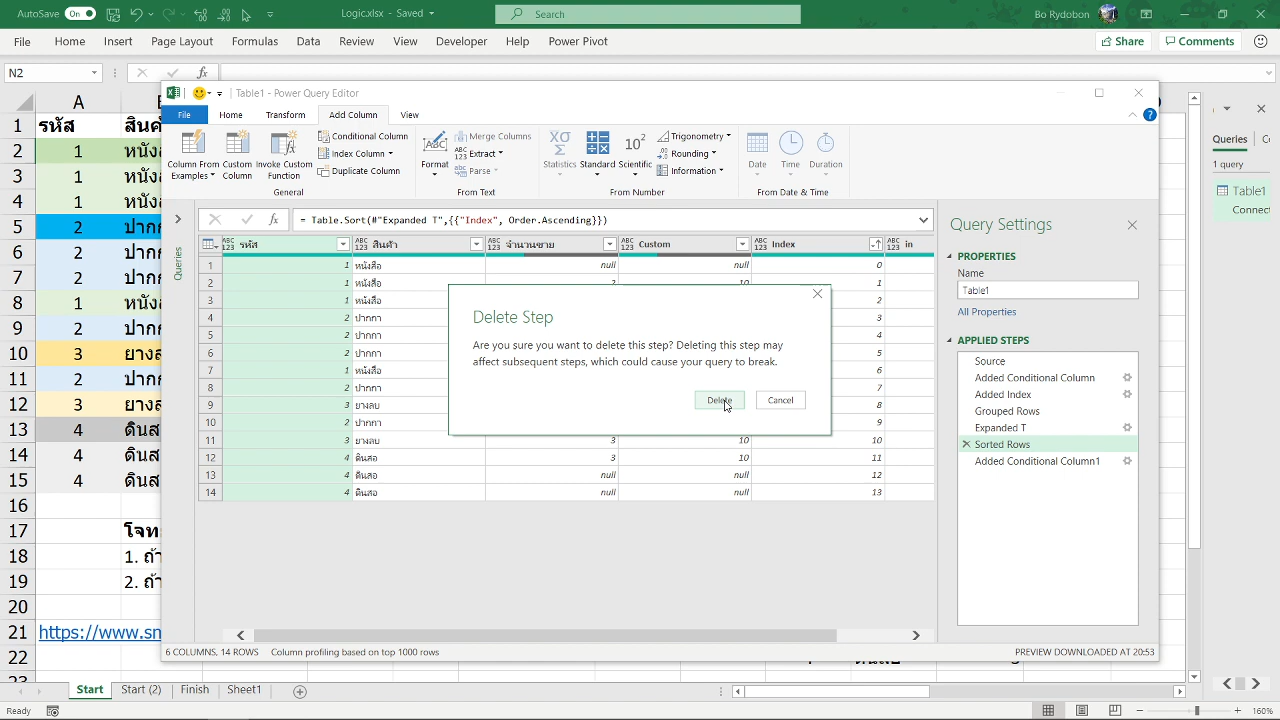 AutoSave On Logic.xlsx - Saved Search Bo Rydobon
File Home Insert Page Layout Formulas Data Review View Developer Help Power Pivot Share Comments
N2 fx
Table1 - Power Query Editor
File Home Transform Add Column View
Column From Examples Custom Column Invoke Custom Function Conditional Column Index Column Duplicate Column General
Format Merge Columns Extract Parse From Text
Statistics Standard Scientific Trigonometry Rounding Information From Number
Date Time Duration From Date & Time
Queries
1 query
Table1
Connect
= Table.Sort(#"Expanded T",{{"Index", Order.Ascending}})
Queries
รหัส สินค้า จำนวนขาย Custom Index in
1 1 หนังสือ null null 0
2 1 หนังสือ 2 10 1
3 1 หนังสือ 2
4 2 ปากกา 3
5 2 ปากกา 4
6 2 ปากกา 5
7 1 หนังสือ 6
8 2 ปากกา 7
9 3 ยางลบ 8
10 2 ปากกา 9
11 3 ยางลบ 3 10 10
12 4 ดินสอ 3 10 11
13 4 ดินสอ null null 12
14 4 ดินสอ null null 13
Delete Step
Are you sure you want to delete this step? Deleting this step may
affect subsequent steps, which could cause your query to break.
Delete Cancel
Query Settings
PROPERTIES
Name
Table1
All Properties
APPLIED STEPS
Source
Added Conditional Column
Added Index
Grouped Rows
Expanded T
Sorted Rows
Added Conditional Column1
6 COLUMNS, 14 ROWS Column profiling based on top 1000 rows PREVIEW DOWNLOADED AT 20:53
A
1 รหัส
2 1
3 1
4 1
5 2
6 2
7 2
8 1
9 2
10 3
11 2
12 3
13 4
14 4
15 4
16
17
18 1.
19 2.
20
21 https://www.sn
22
23
Start Start (2) Finish Sheet1
Ready 160%